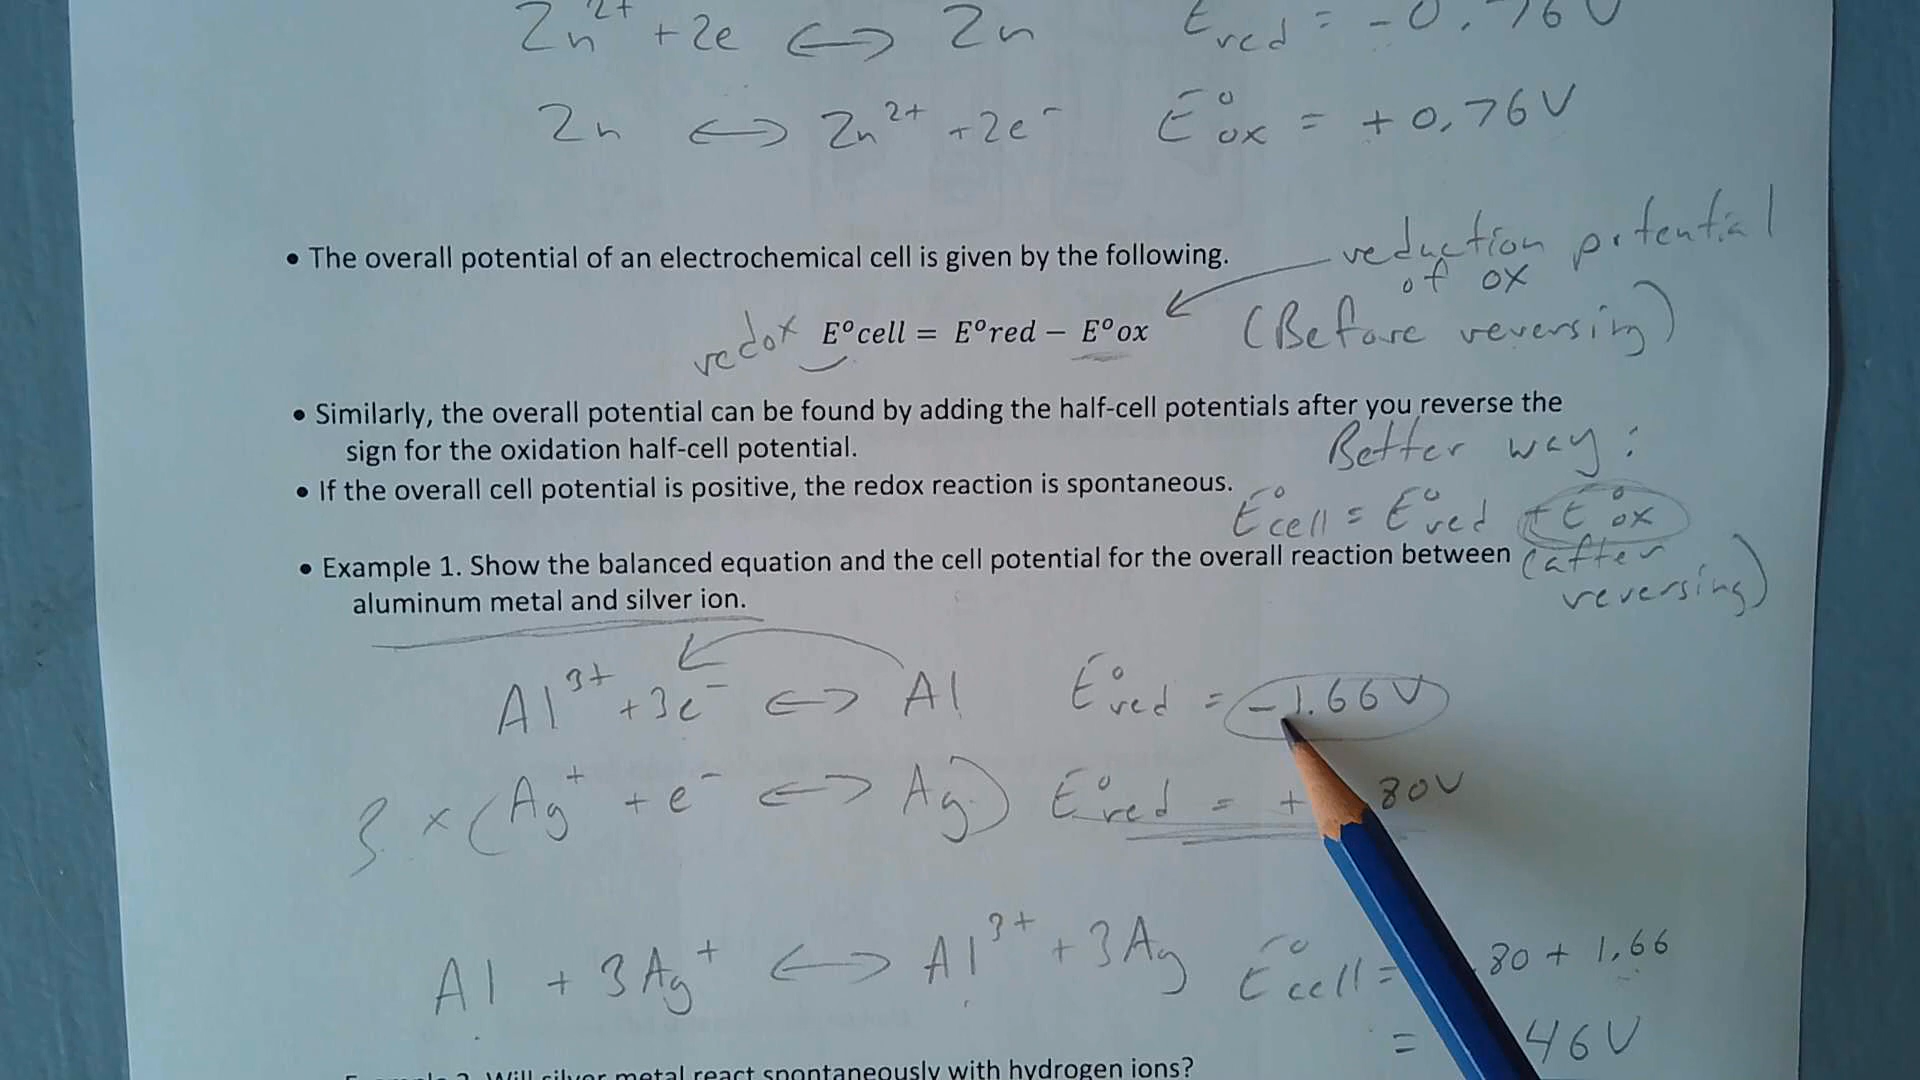 Zn²⁺ + 2e ⟷ Zn E red = -0.76V
Zn ⟷ Zn²⁺ + 2e⁻ E° ox = +0.76V
• The overall potential of an electrochemical cell is given by the following.
reduction potential
of ox
(Before reversing)
redox E°cell = E°red − E°ox
• Similarly, the overall potential can be found by adding the half-cell potentials after you reverse the
sign for the oxidation half-cell potential.
Better way:
• If the overall cell potential is positive, the redox reaction is spontaneous.
E°cell = E°red + E°ox
(after
reversing)
• Example 1. Show the balanced equation and the cell potential for the overall reaction between
aluminum metal and silver ion.
Al³⁺ + 3e⁻ ⟷ Al E°red = -1.66V
3 × (Ag⁺ + e⁻ ⟷ Ag) E°red = + 80V
Al + 3Ag⁺ ⟷ Al³⁺ + 3Ag E°cell = .80 + 1.66
= 46V
Example 2. Will silver metal react spontaneously with hydrogen ions?